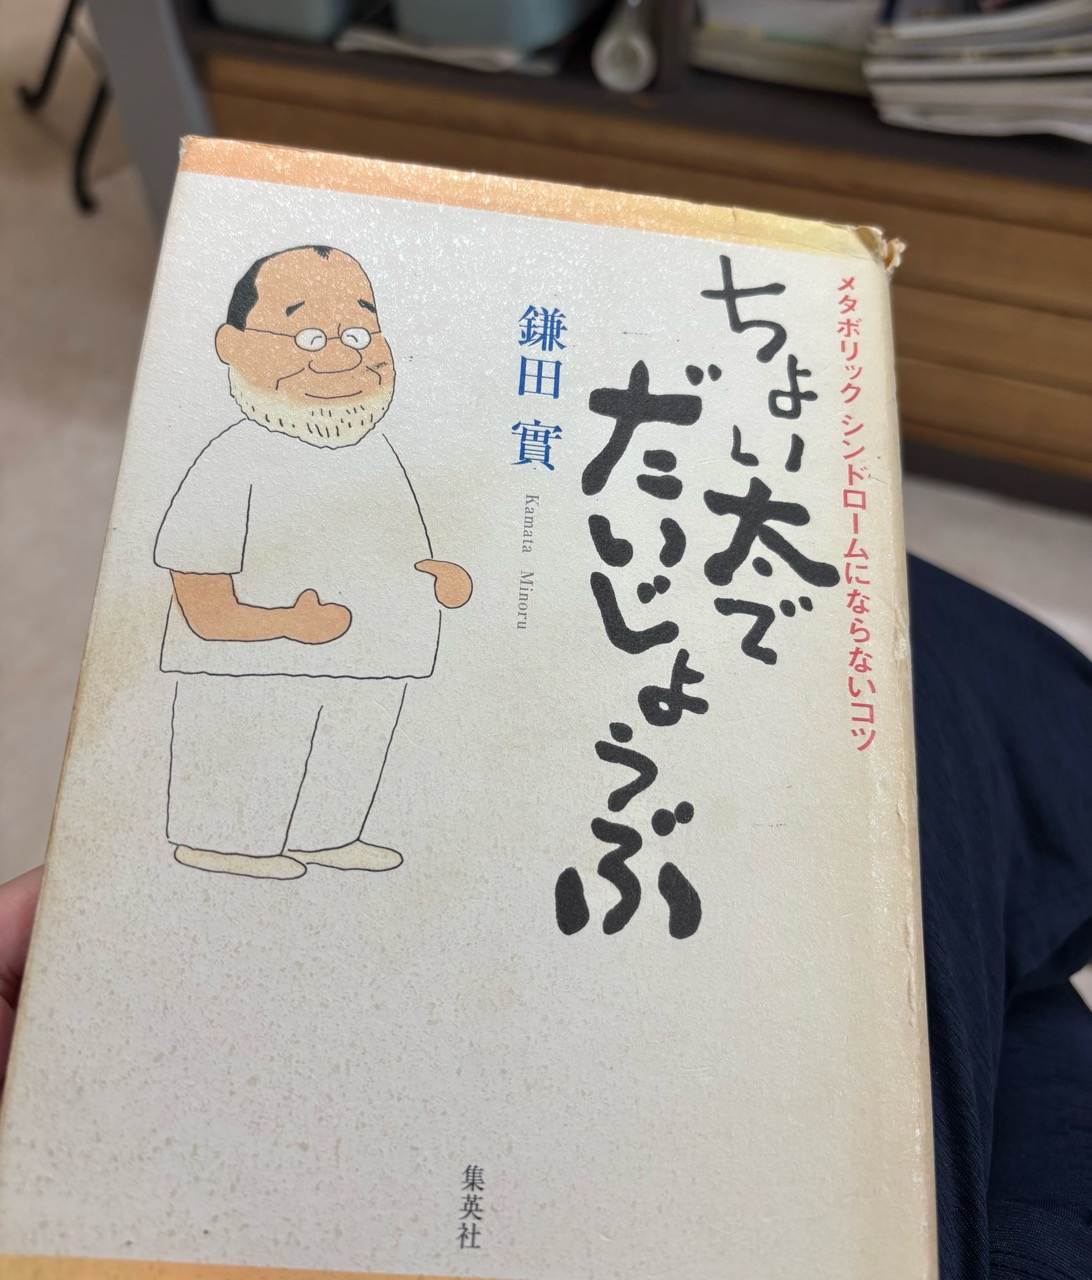 メタボリック シンドロームにならないコツ
ちょい太で
だいじょうぶ
鎌田 實
Kamata Minoru
集英社